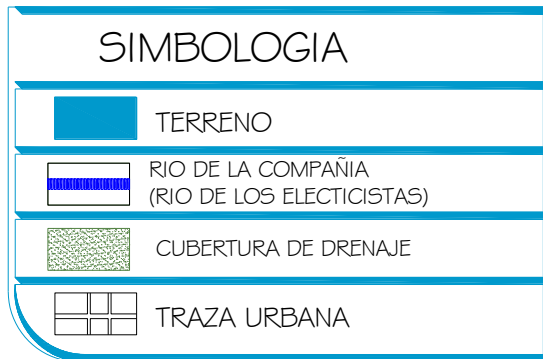 SIMBOLOGIA
TERRENO
RIO DE LA COMPAÑIA
(RIO DE LOS ELECTICISTAS)
CUBERTURA DE DRENAJE
TRAZA URBANA